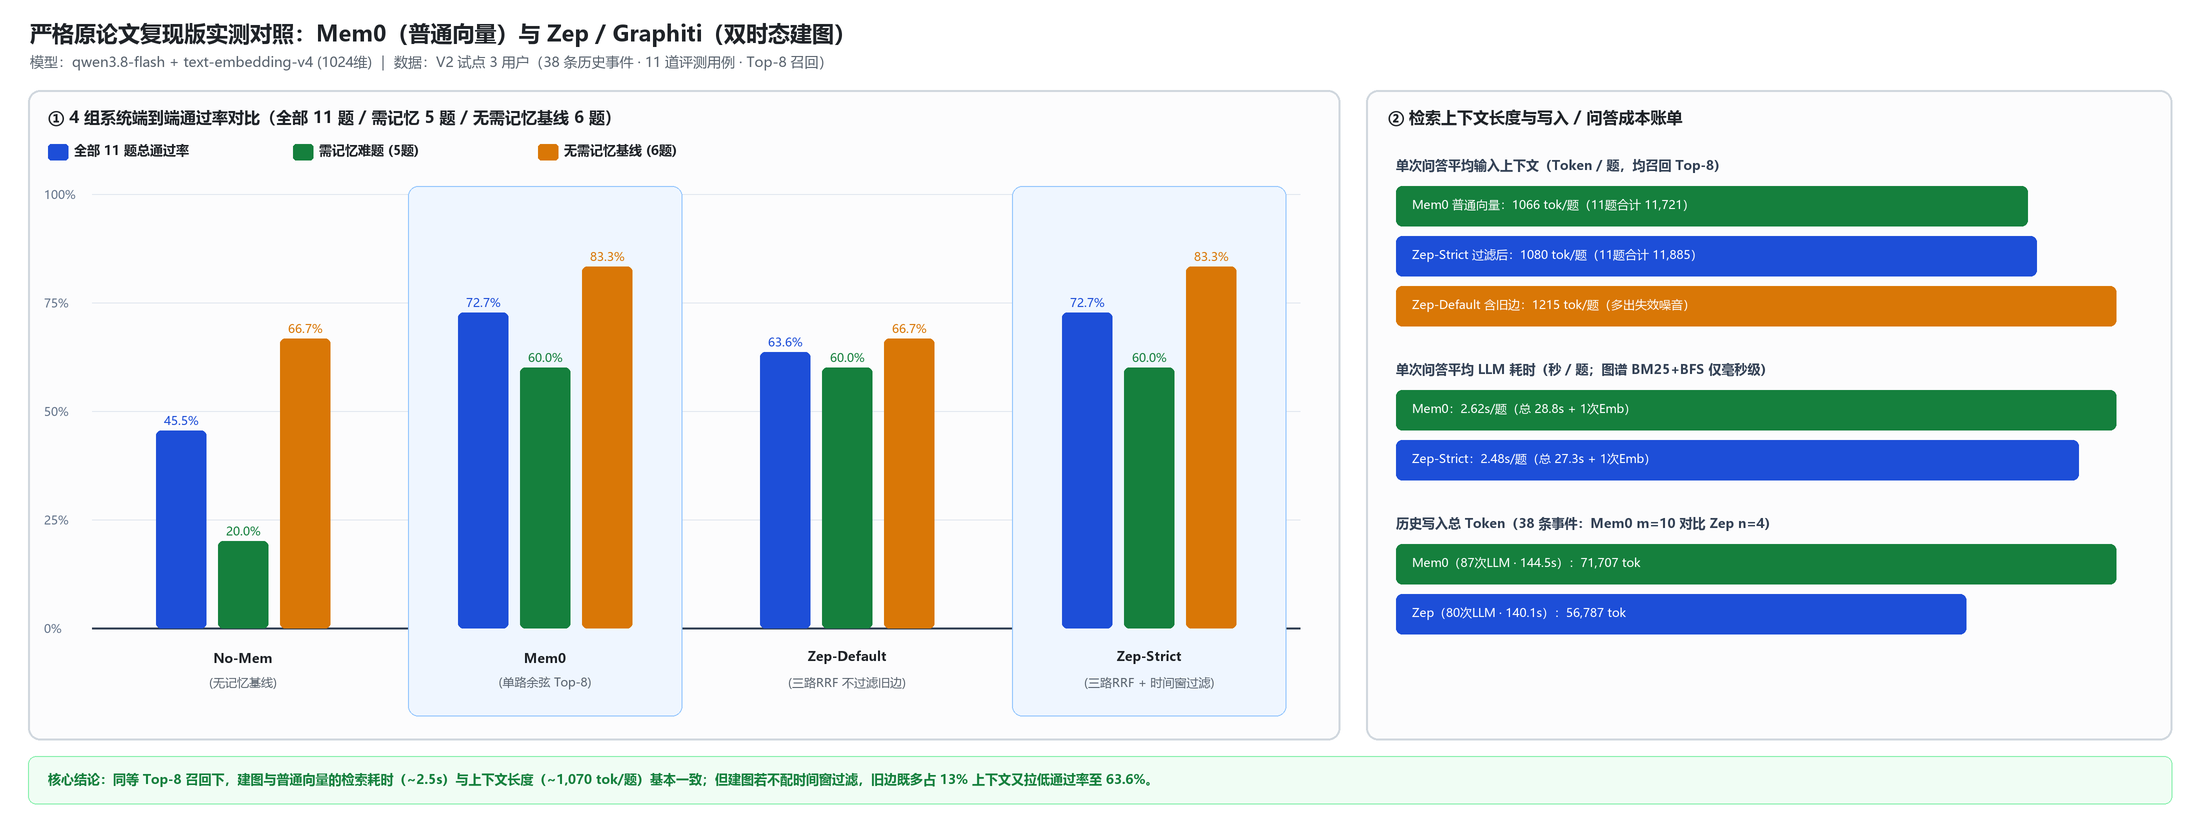 严格原论文复现版实测对照：Mem0（普通向量）与 Zep / Graphiti（双时态建图）
模型：qwen3.8-flash + text-embedding-v4 (1024维) | 数据：V2 试点 3 用户（38 条历史事件 · 11 道评测用例 · Top-8 召回）
① 4 组系统端到端通过率对比（全部 11 题 / 需记忆 5 题 / 无需记忆基线 6 题）
全部 11 题总通过率
需记忆难题 (5题)
无需记忆基线 (6题)
100%
75%
50%
25%
0%
45.5%
20.0%
66.7%
72.7%
60.0%
83.3%
63.6%
60.0%
66.7%
72.7%
60.0%
83.3%
No-Mem
(无记忆基线)
Mem0
(单路余弦 Top-8)
Zep-Default
(三路RRF 不过滤旧边)
Zep-Strict
(三路RRF + 时间窗过滤)
② 检索上下文长度与写入 / 问答成本账单
单次问答平均输入上下文（Token / 题，均召回 Top-8）
Mem0 普通向量：1066 tok/题（11题合计 11,721）
Zep-Strict 过滤后：1080 tok/题（11题合计 11,885）
Zep-Default 含旧边：1215 tok/题（多出失效噪音）
单次问答平均 LLM 耗时（秒 / 题；图谱 BM25+BFS 仅毫秒级）
Mem0：2.62s/题（总 28.8s + 1次Emb）
Zep-Strict：2.48s/题（总 27.3s + 1次Emb）
历史写入总 Token（38 条事件：Mem0 m=10 对比 Zep n=4）
Mem0（87次LLM · 144.5s）: 71,707 tok
Zep（80次LLM · 140.1s）: 56,787 tok
核心结论：同等 Top-8 召回下，建图与普通向量的检索耗时（~2.5s）与上下文长度（~1,070 tok/题）基本一致；但建图若不配时间窗过滤，旧边既多占 13% 上下文又拉低通过率至 63.6%。